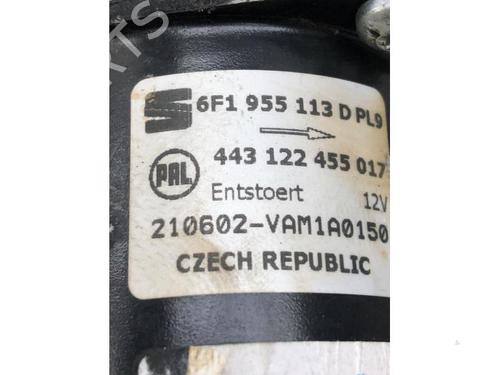 6F1 955 113 D PL9
443 122 455 017
PAL
Entstoert 12V
210602-VAM1A0150
CZECH REPUBLIC